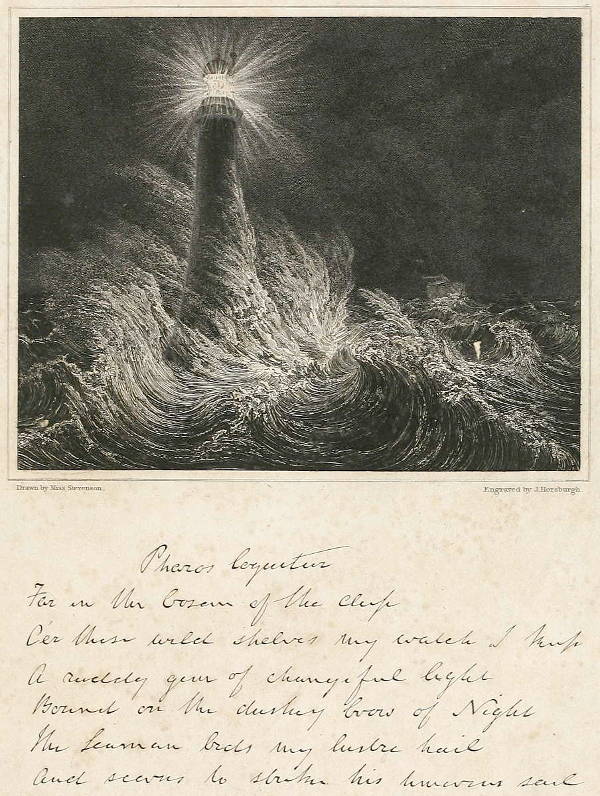 Drawn by Miss Stevenson.
Engraved by J. Horsburgh.
Pharos loquitur
Far in the bosom of the deep
O'er these wild shelves my watch I keep
A ruddy gem of changeful light
Bound on the dusky brow of Night
The Seaman bids my lustre hail
And scorns to strike his timorous sail